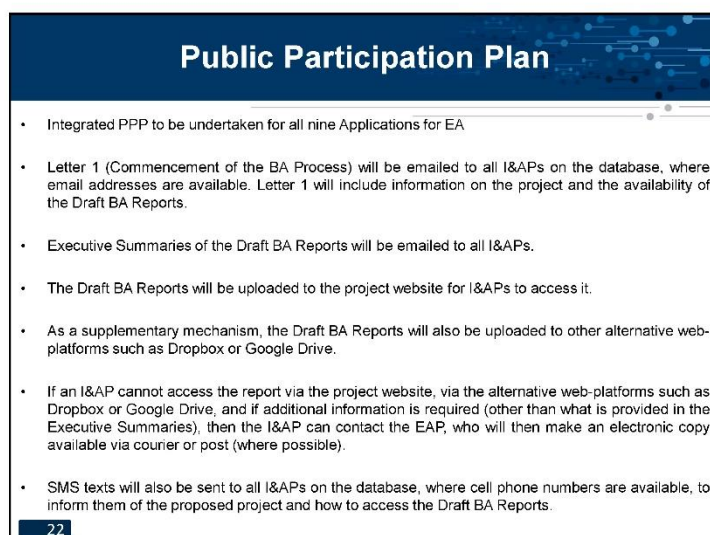 Public Participation Plan
• Integrated PPP to be undertaken for all nine Applications for EA
• Letter 1 (Commencement of the BA Process) will be emailed to all I&APs on the database, where
email addresses are available. Letter 1 will include information on the project and the availability of
the Draft BA Reports.
• Executive Summaries of the Draft BA Reports will be emailed to all I&APs.
• The Draft BA Reports will be uploaded to the project website for I&APs to access it.
• As a supplementary mechanism, the Draft BA Reports will also be uploaded to other alternative web-
platforms such as Dropbox or Google Drive.
• If an I&AP cannot access the report via the project website, via the alternative web-platforms such as
Dropbox or Google Drive, and if additional information is required (other than what is provided in the
Executive Summaries), then the I&AP can contact the EAP, who will then make an electronic copy
available via courier or post (where possible).
• SMS texts will also be sent to all I&APs on the database, where cell phone numbers are available, to
inform them of the proposed project and how to access the Draft BA Reports.
22